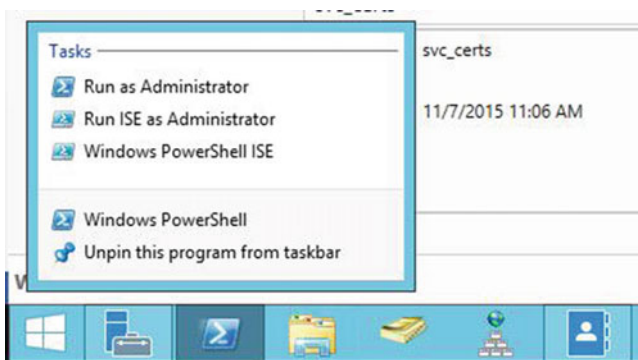 Tasks
svc_certs
Run as Administrator
11/7/2015 11:06 AM
Run ISE as Administrator
Windows PowerShell ISE
Windows PowerShell
Unpin this program from taskbar